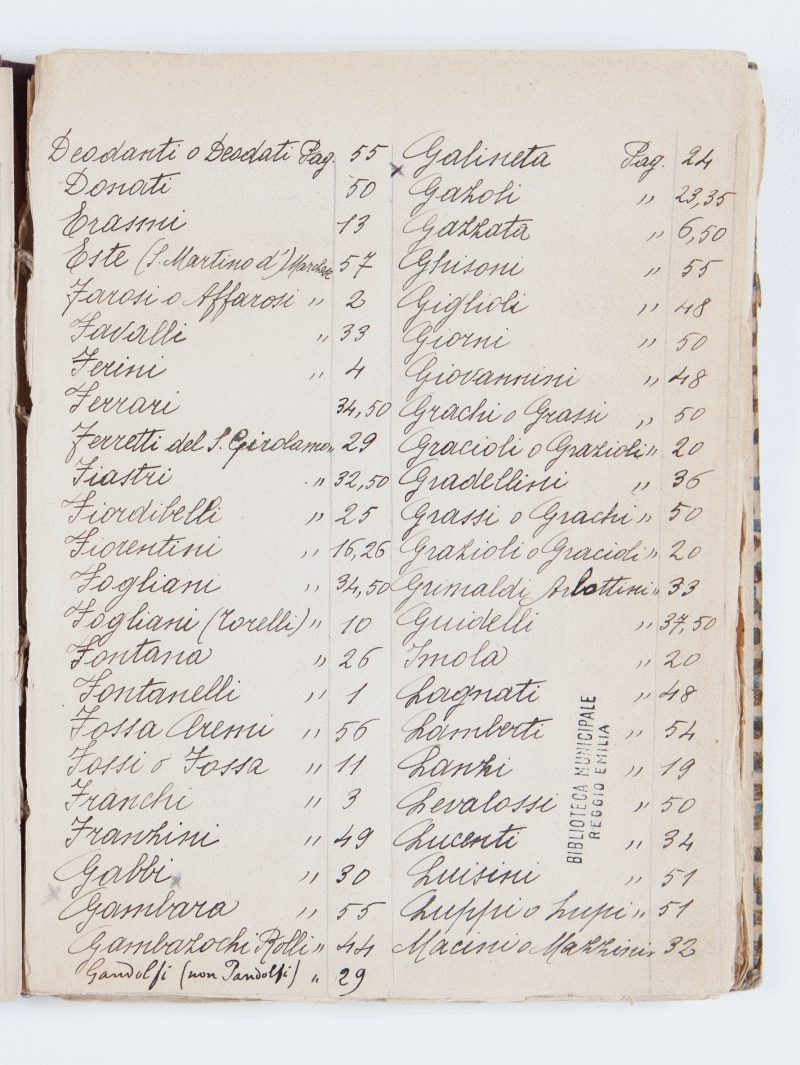 Deodanti o Deodati Pag. 55
Donati 50
Erasmi 13
Este (S. Martino d') 57
Farosi o Affarosi " 2
Favalli " 33
Ferini " 4
Ferrari 34,50
Ferretti del S. Girolamo " 29
Fiastri " 32,50
Fiordibelli " 25
Fiorentini " 16,26
Fogliani " 34,50
Fogliani (Torelli) " 10
Fontana " 26
Fontanelli " 1
Fossa Cremi " 56
Fossi o Fossa " 11
Franchi " 3
Franzini " 49
Gabbi " 30
Gambara " 55
Gambazochi Rolli " 44
Gandolfi (non Pandolfi) " 29
Galineta Pag. 24
Gazoli " 23,35
Gazzata " 6,50
Ghisoni " 55
Giglioli " 48
Giorni " 50
Giovannini " 48
Grachi o Grassi " 50
Gracioli o Grazioli " 20
Gradellini " 36
Grassi o Grachi " 50
Grazioli o Gracioli " 20
Grimaldi Arlottini " 33
Guidelli " 37,50
Imola " 20
Lagnati " 48
Lamberti " 54
Lanzi " 19
Levalossi " 50
Lucenti " 34
Luisini " 51
Luppi o Lupi " 51
Macini o Mazzini " 32
BIBLIOTECA MUNICIPALE
REGGIO EMILIA